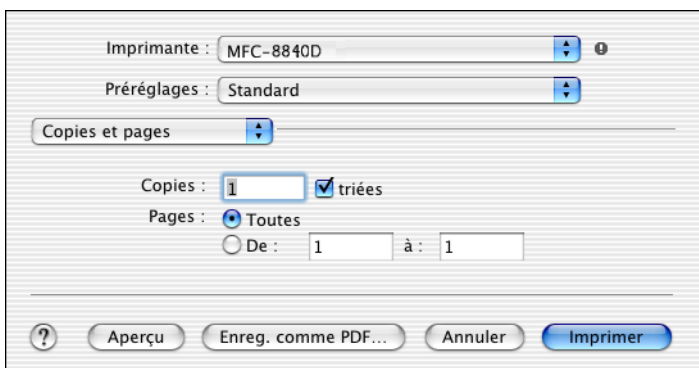 Imprimante : MFC-8840D
Préréglages : Standard
Copies et pages
Copies : 1 triées
Pages : Toutes
De : 1 à : 1
? Aperçu Enreg. comme PDF... Annuler Imprimer